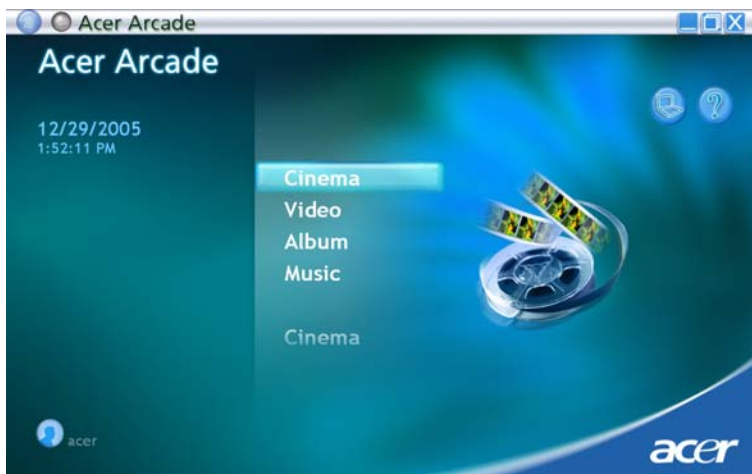 Acer Arcade
Acer Arcade
12/29/2005
1:52:11 PM
?
Cinema
Video
Album
Music
Cinema
acer
acer